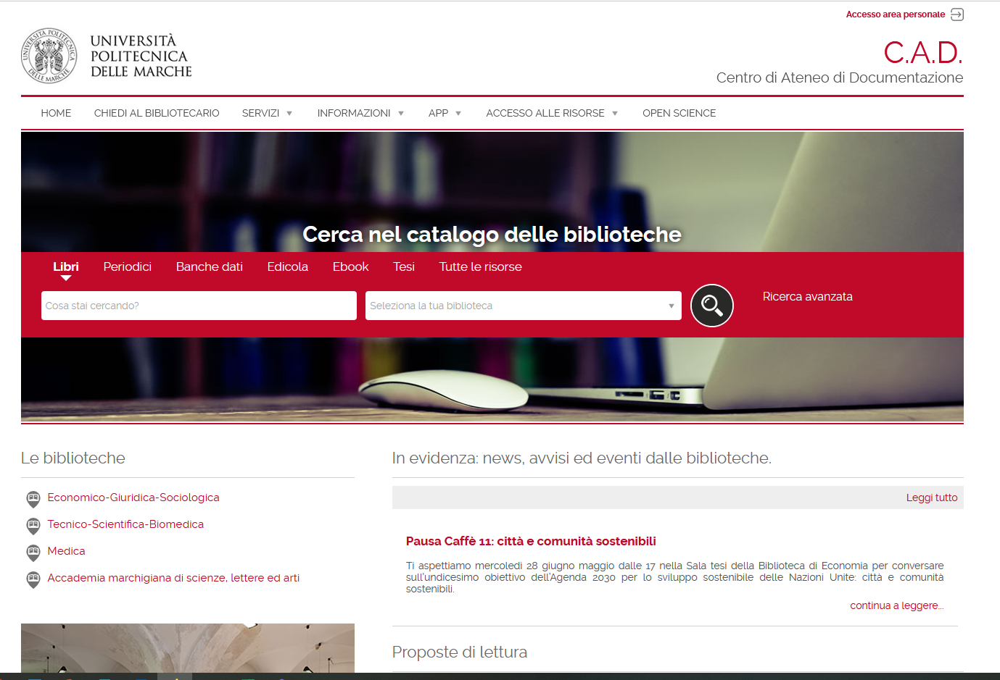 Accesso area personale
UNIVERSITÀ
POLITECNICA
DELLE MARCHE
UNIVERSITÀ POLITECNICA
DELLE MARCHE
C.A.D.
Centro di Ateneo di Documentazione
HOME CHIEDI AL BIBLIOTECARIO SERVIZI INFORMAZIONI APP ACCESSO ALLE RISORSE OPEN SCIENCE
Cerca nel catalogo delle biblioteche
Libri Periodici Banche dati Edicola Ebook Tesi Tutte le risorse
Cosa stai cercando? Seleziona la tua biblioteca Ricerca avanzata
Le biblioteche
Economico-Giuridica-Sociologica
Tecnico-Scientifica-Biomedica
Medica
Accademia marchigiana di scienze, lettere ed arti
In evidenza: news, avvisi ed eventi dalle biblioteche.
Leggi tutto
Pausa Caffè 11: città e comunità sostenibili
Ti aspettiamo mercoledì 28 giugno maggio dalle 17 nella Sala tesi della Biblioteca di Economia per conversare
sull'undicesimo obiettivo dell'Agenda 2030 per lo sviluppo sostenibile delle Nazioni Unite: città e comunità
sostenibili.
continua a leggere...
Proposte di lettura